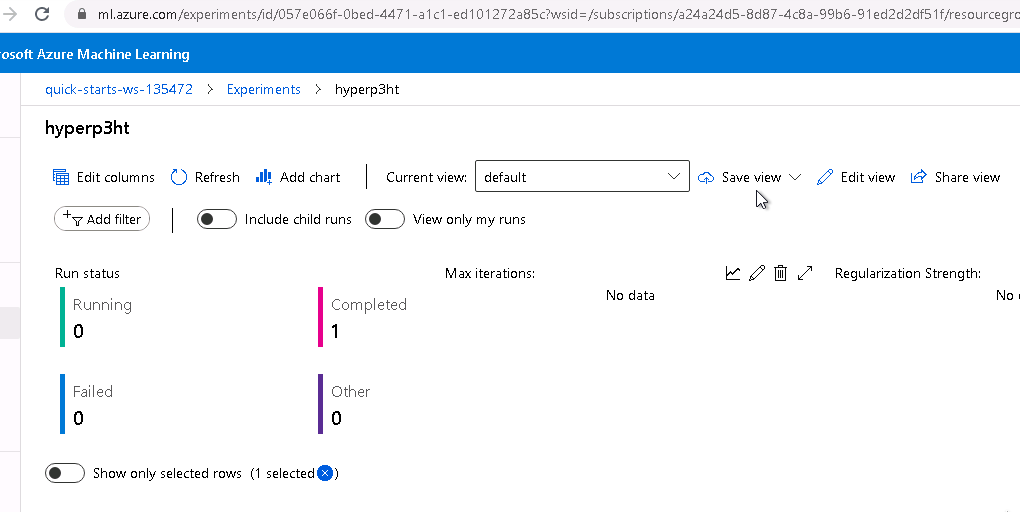 ml.azure.com/experiments/id/057e066f-0bed-4471-a1c1-ed101272a85c?wsid=/subscriptions/a24a24d5-8d87-4c8a-99b6-91ed2d2df51f/resourcegro
rosoft Azure Machine Learning
quick-starts-ws-135472 > Experiments > hyperp3ht
hyperp3ht
Edit columns Refresh Add chart Current view: default Save view Edit view Share view
Add filter Include child runs View only my runs
Run status Max iterations: Regularization Strength:
Running Completed No data No
0 1
Failed Other
0 0
Show only selected rows (1 selected )